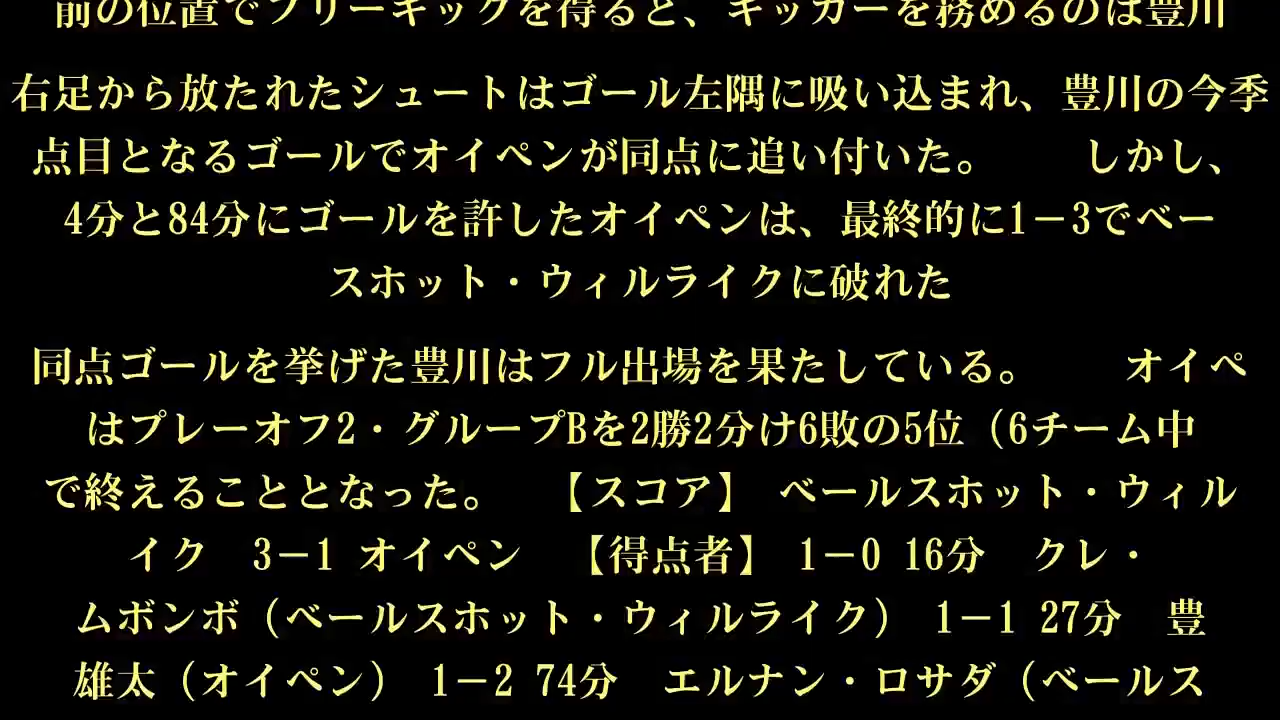 前の位置でフリーキックを得ると、キッカーを務めるのは豊川
右足から放たれたシュートはゴール左隅に吸い込まれ、豊川の今季
点目となるゴールでオイペンが同点に追い付いた。　　しかし、
4分と84分にゴールを許したオイペンは、最終的に1－3でベー
スホット・ウィルライクに破れた
同点ゴールを挙げた豊川はフル出場を果たしている。　　オイペ
はプレーオフ2・グループBを2勝2分け6敗の5位（6チーム中
で終えることとなった。　【スコア】　ベールスホット・ウィル
イク　3－1 オイペン　【得点者】 1－0 16分　クレ・
ムボンボ（ベールスホット・ウィルライク） 1－1 27分　豊
雄太（オイペン） 1－2 74分　エルナン・ロサダ（ベールス